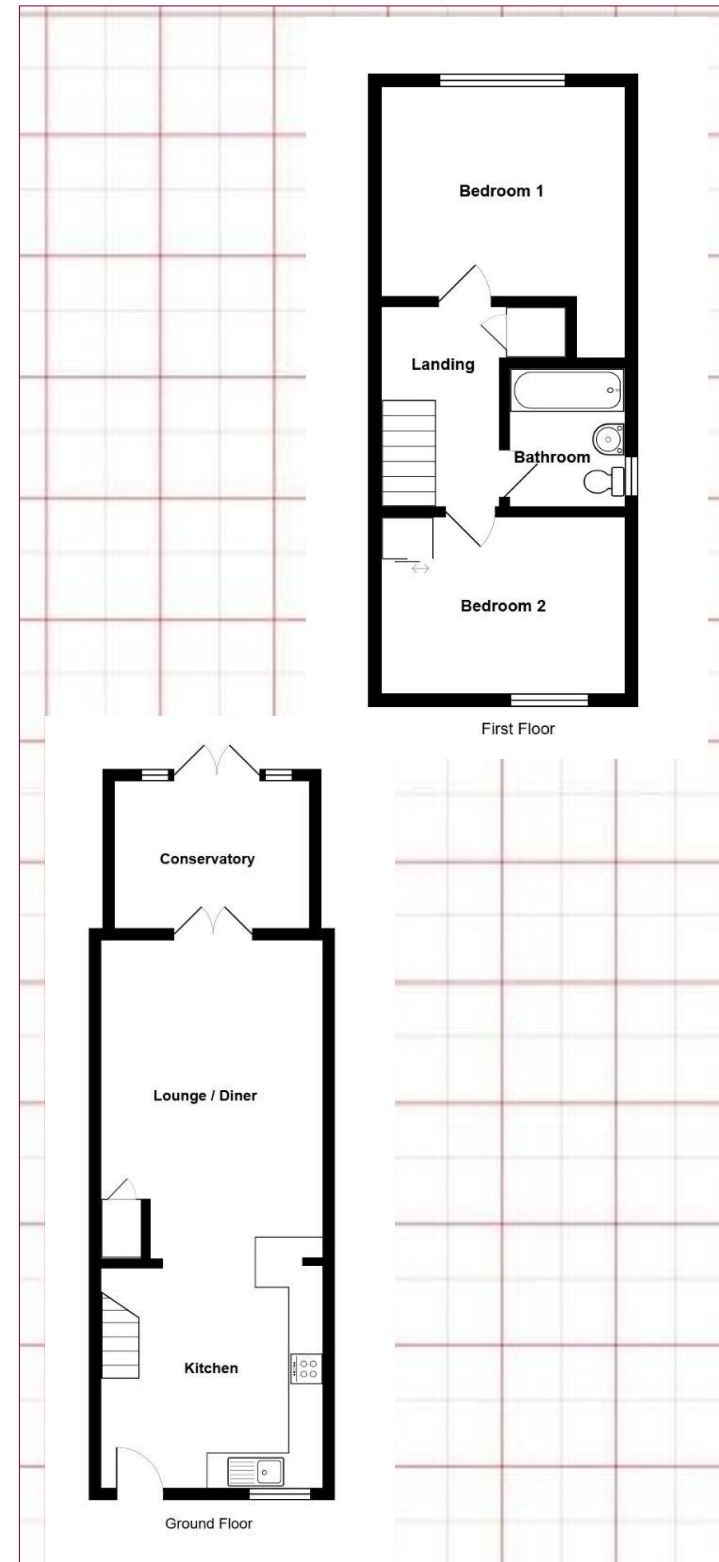 Bedroom 1
Landing
Bathroom
Bedroom 2
First Floor
Conservatory
Lounge / Diner
Kitchen
Ground Floor